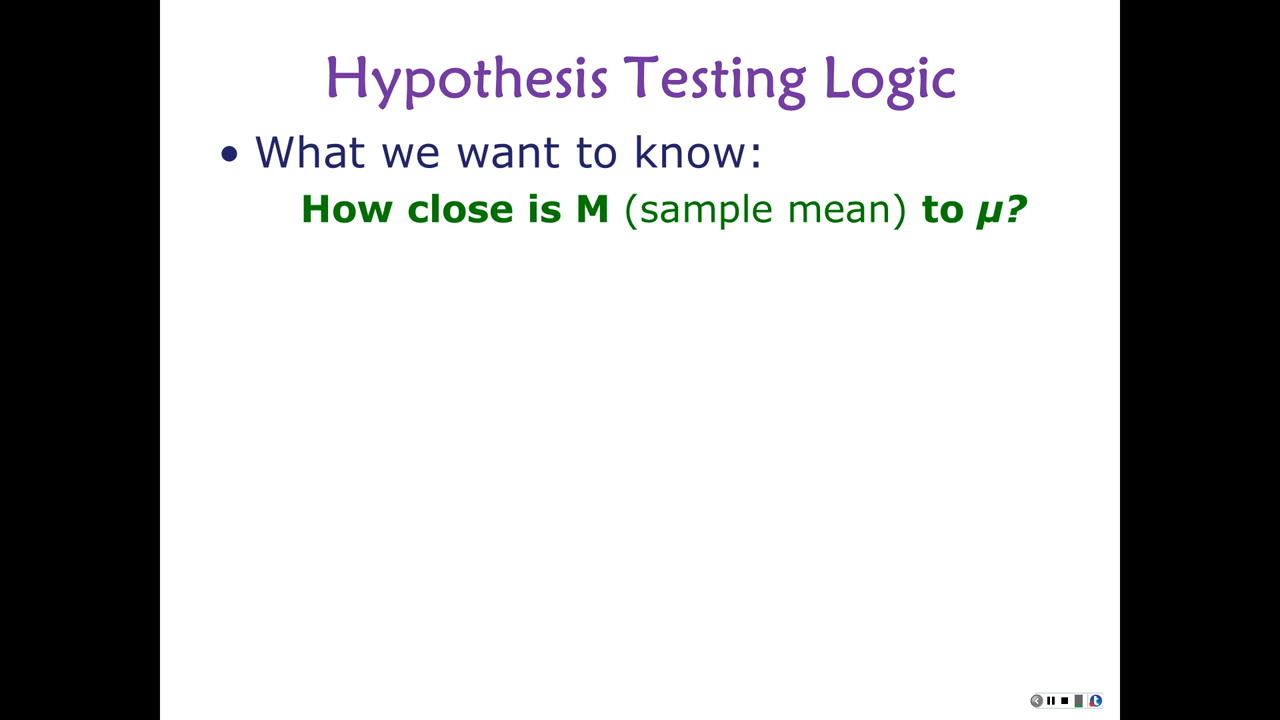 Hypothesis Testing Logic
• What we want to know:
How close is M (sample mean) to μ?